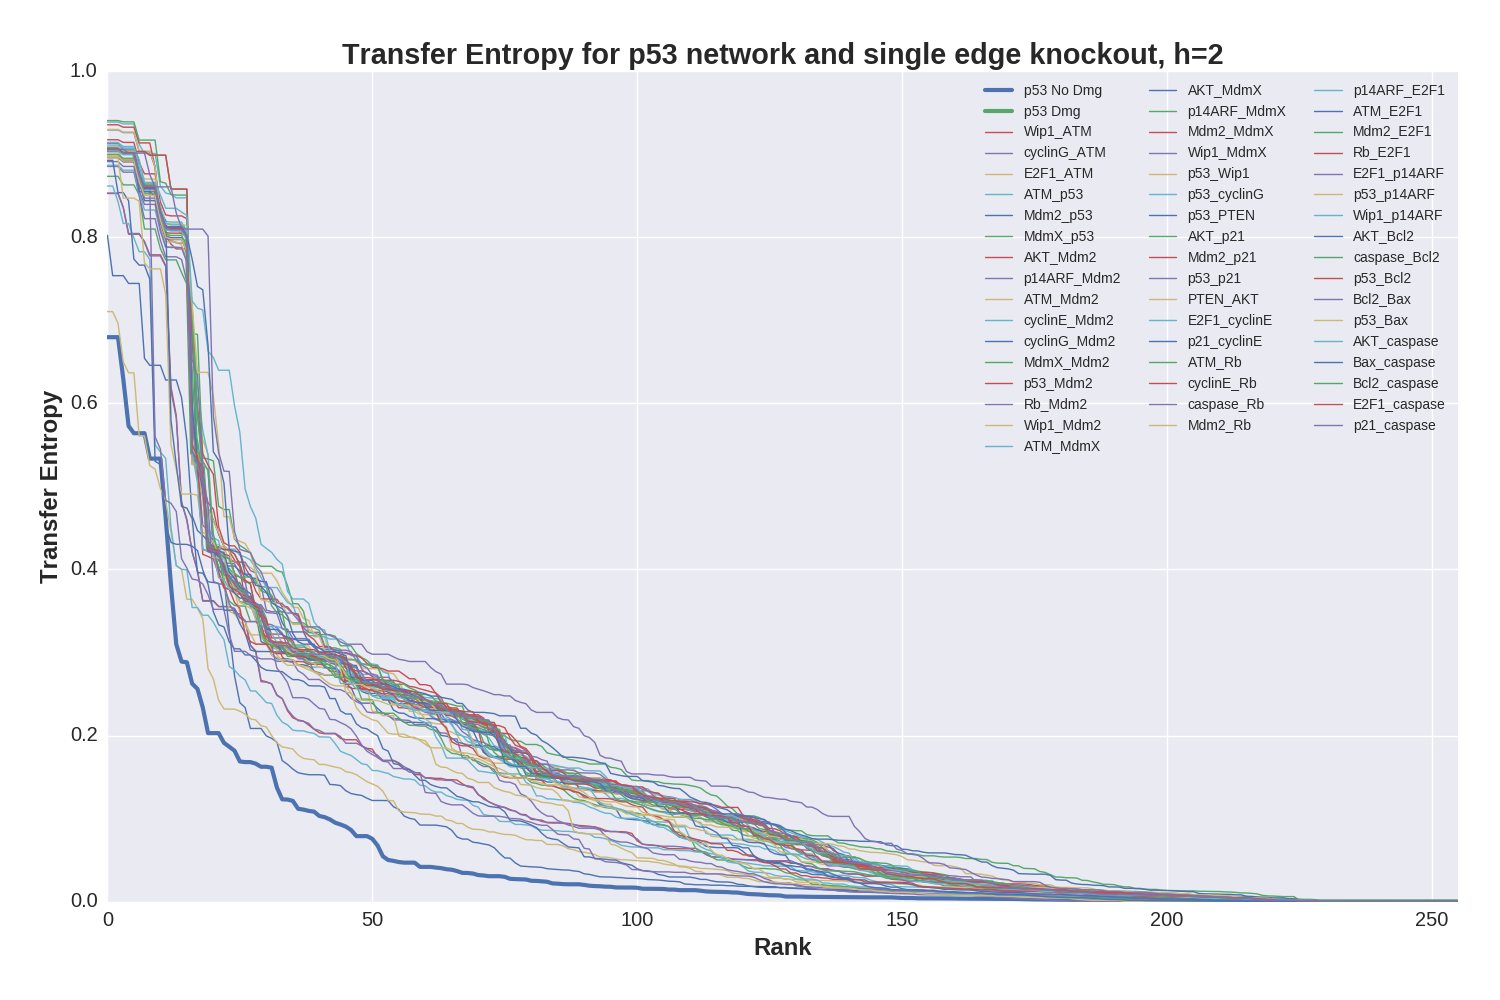 Transfer Entropy for p53 network and single edge knockout, h=2
1.0
0.8
0.6
0.4
0.2
0.0
Transfer Entropy
p53 No Dmg
p53 Dmg
Wip1_ATM
cyclinG_ATM
E2F1_ATM
ATM_p53
Mdm2_p53
MdmX_p53
AKT_Mdm2
p14ARF_Mdm2
ATM_Mdm2
cyclinE_Mdm2
cyclinG_Mdm2
MdmX_Mdm2
p53_Mdm2
Rb_Mdm2
Wip1_Mdm2
ATM_MdmX
AKT_MdmX
p14ARF_MdmX
Mdm2_MdmX
Wip1_MdmX
p53_Wip1
p53_cyclinG
p53_PTEN
AKT_p21
Mdm2_p21
p53_p21
PTEN_AKT
E2F1_cyclinE
p21_cyclinE
ATM_Rb
cyclinE_Rb
caspase_Rb
Mdm2_Rb
p14ARF_E2F1
ATM_E2F1
Mdm2_E2F1
Rb_E2F1
E2F1_p14ARF
p53_p14ARF
Wip1_p14ARF
AKT_Bcl2
caspase_Bcl2
p53_Bcl2
Bcl2_Bax
p53_Bax
AKT_caspase
Bax_caspase
Bcl2_caspase
E2F1_caspase
p21_caspase
0 50 100 150 200 250
Rank